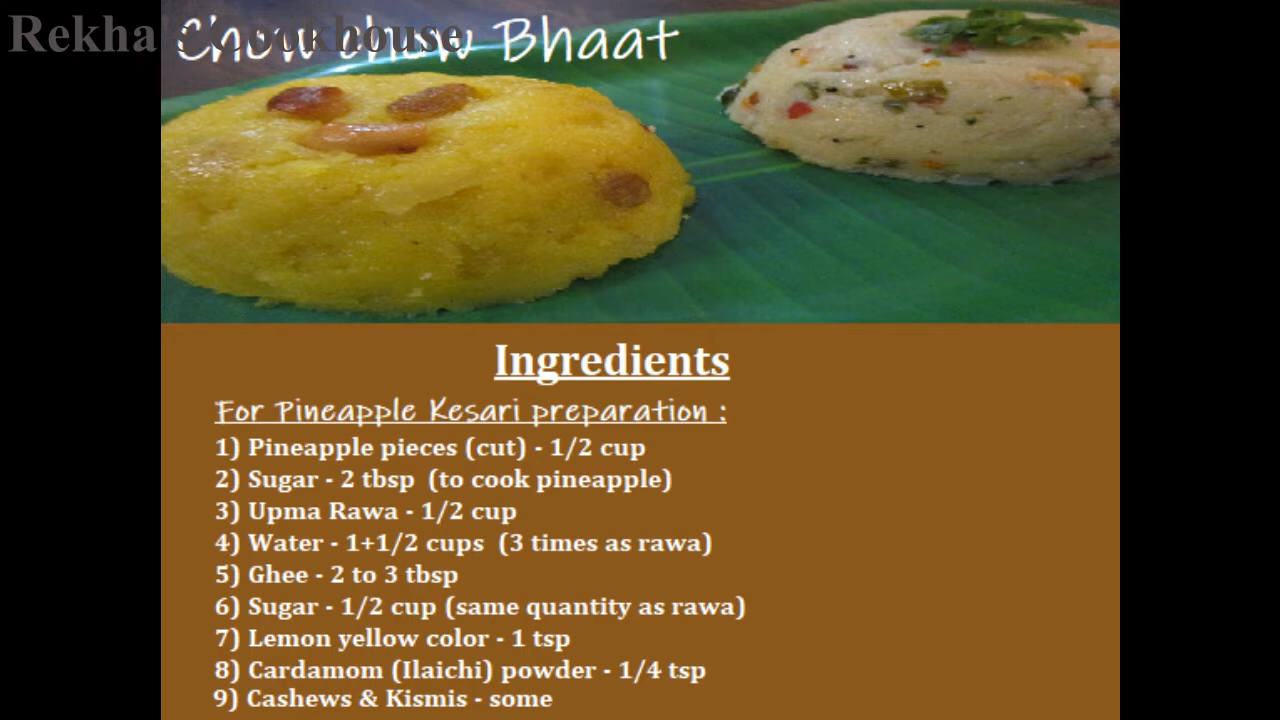 Rekha's Cookhouse
Chow Chow Bhaat
Ingredients
For Pineapple Kesari preparation :
1) Pineapple pieces (cut) - 1/2 cup
2) Sugar - 2 tbsp (to cook pineapple)
3) Upma Rawa - 1/2 cup
4) Water - 1+1/2 cups (3 times as rawa)
5) Ghee - 2 to 3 tbsp
6) Sugar - 1/2 cup (same quantity as rawa)
7) Lemon yellow color - 1 tsp
8) Cardamom (Ilaichi) powder - 1/4 tsp
9) Cashews & Kismis - some